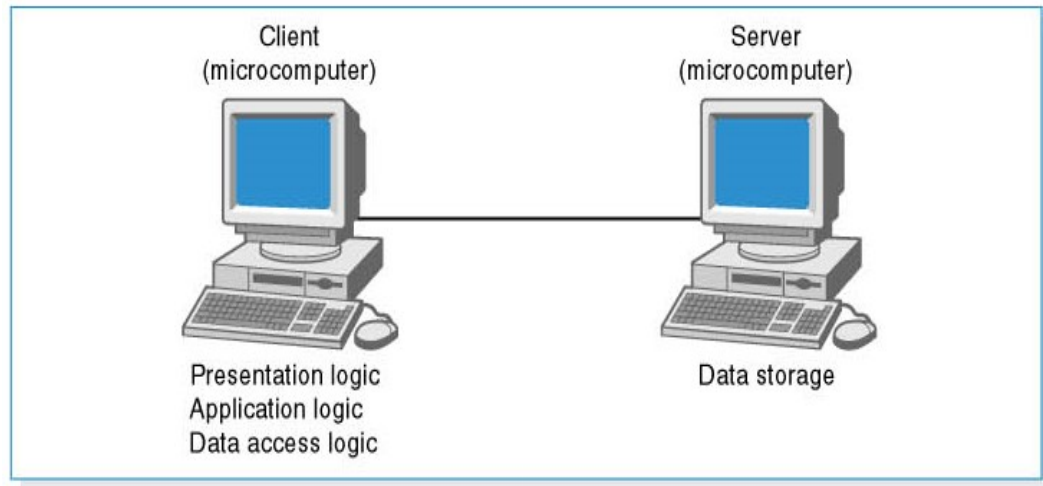 Client
(microcomputer)
Server
(microcomputer)
Presentation logic
Application logic
Data access logic
Data storage